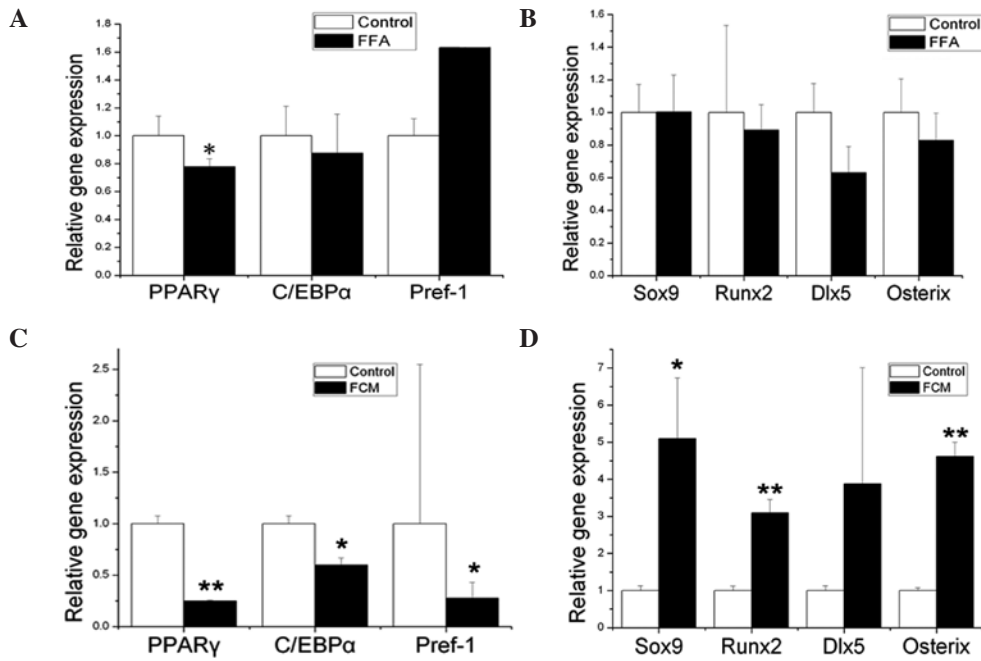 A
Control
FFA
Relative gene expression
1.8
1.6
1.4
1.2
1.0
0.8
0.6
0.4
0.2
0.0
*
PPARγ C/EBPα Pref-1
B
Control
FFA
Relative gene expression
1.6
1.4
1.2
1.0
0.8
0.6
0.4
0.2
0.0
Sox9 Runx2 Dlx5 Osterix
C
Control
FCM
Relative gene expression
2.5
2.0
1.5
1.0
0.5
0.0
** * *
PPARγ C/EBPα Pref-1
D
Control
FCM
Relative gene expression
7
6
5
4
3
2
1
0
* ** **
Sox9 Runx2 Dlx5 Osterix